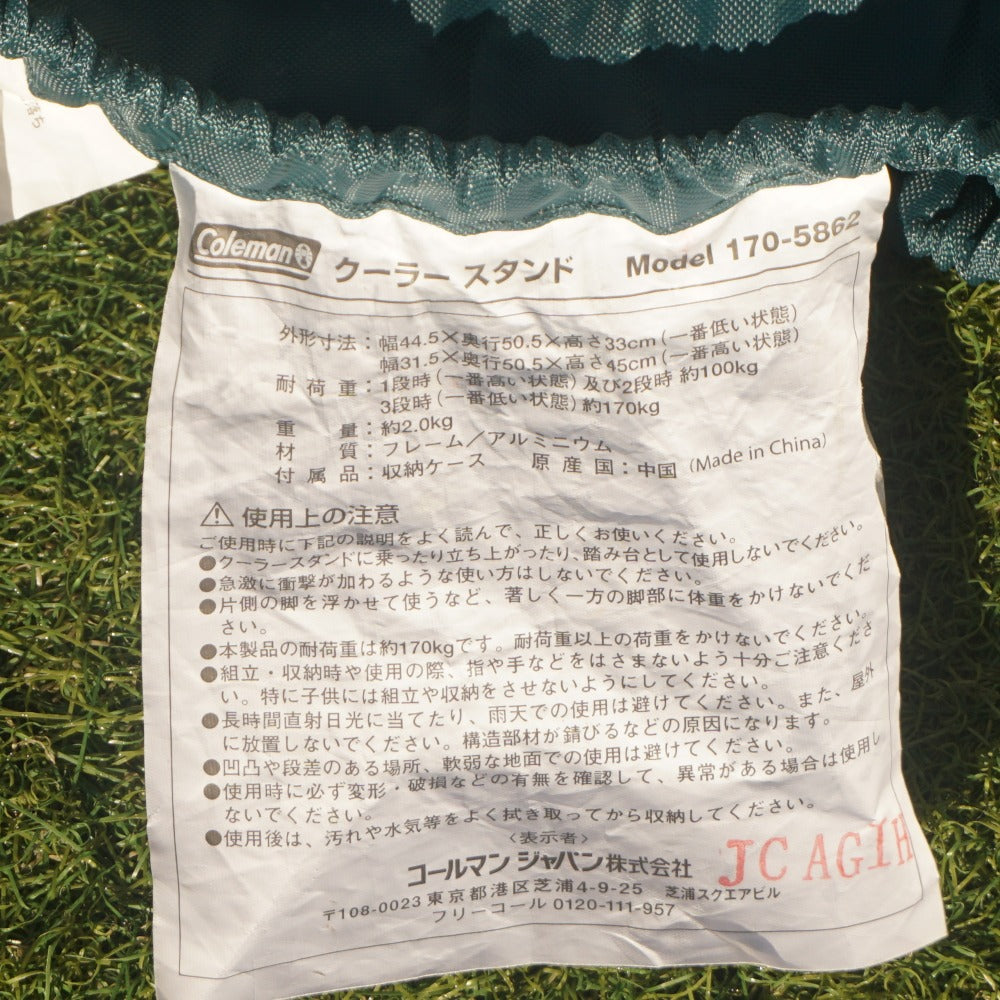 落ち
Coleman クーラー スタンド Model 170-5862
外形寸法：幅44.5×奥行50.5×高さ33cm（一番低い状態）
幅31.5×奥行50.5×高さ45cm（一番高い状態）
耐荷重：1段時（一番高い状態）及び2段時 約100kg
3段時（一番低い状態）約170kg
重量：約2.0kg
材質：フレーム／アルミニウム
付属品：収納ケース 原産国：中国（Made in China）
⚠ 使用上の注意
ご使用時に下記の説明をよく読んで、正しくお使いください。
●クーラースタンドに乗ったり立ち上がったり、踏み台として使用しないでください。
●急激に衝撃が加わるような使い方はしないでください。
●片側の脚を浮かせて使うなど、著しく一方の脚部に体重をかけないでくだ
さい。
●本製品の耐荷重は約170kgです。耐荷重以上の荷重をかけないでください。
●組立・収納時や使用の際、指や手などをはさまないよう十分ご注意くださ
い。特に子供には組立や収納をさせないようにしてください。
●長時間直射日光に当てたり、雨天での使用は避けてください。また、屋外
に放置しないでください。構造部材が錆びるなどの原因になります。
●凹凸や段差のある場所、軟弱な地面での使用は避けてください。
●使用時に必ず変形・破損などの有無を確認して、異常がある場合は使用し
ないでください。
●使用後は、汚れや水気等をよく拭き取ってから収納してください。
〈表示者〉
コールマン ジャパン株式会社
〒108-0023 東京都港区芝浦4-9-25 芝浦スクエアビル
フリーコール 0120-111-957
JC AGIH